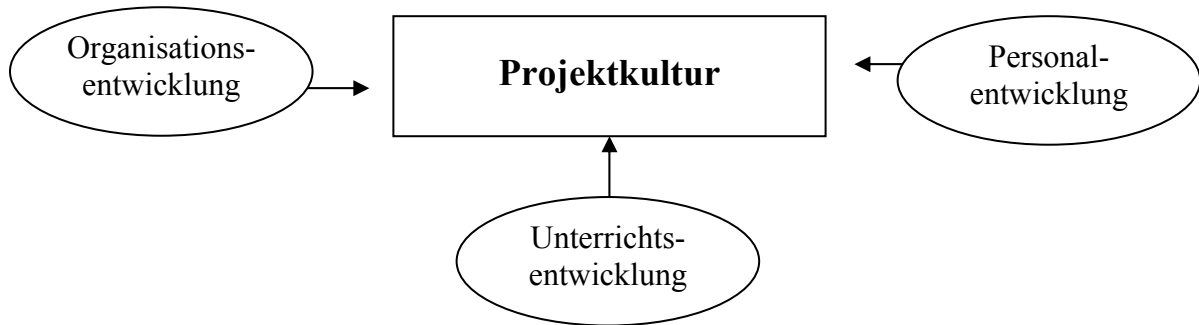 Organisations-
entwicklung
Projektkultur
Personal-
entwicklung
Unterrichts-
entwicklung